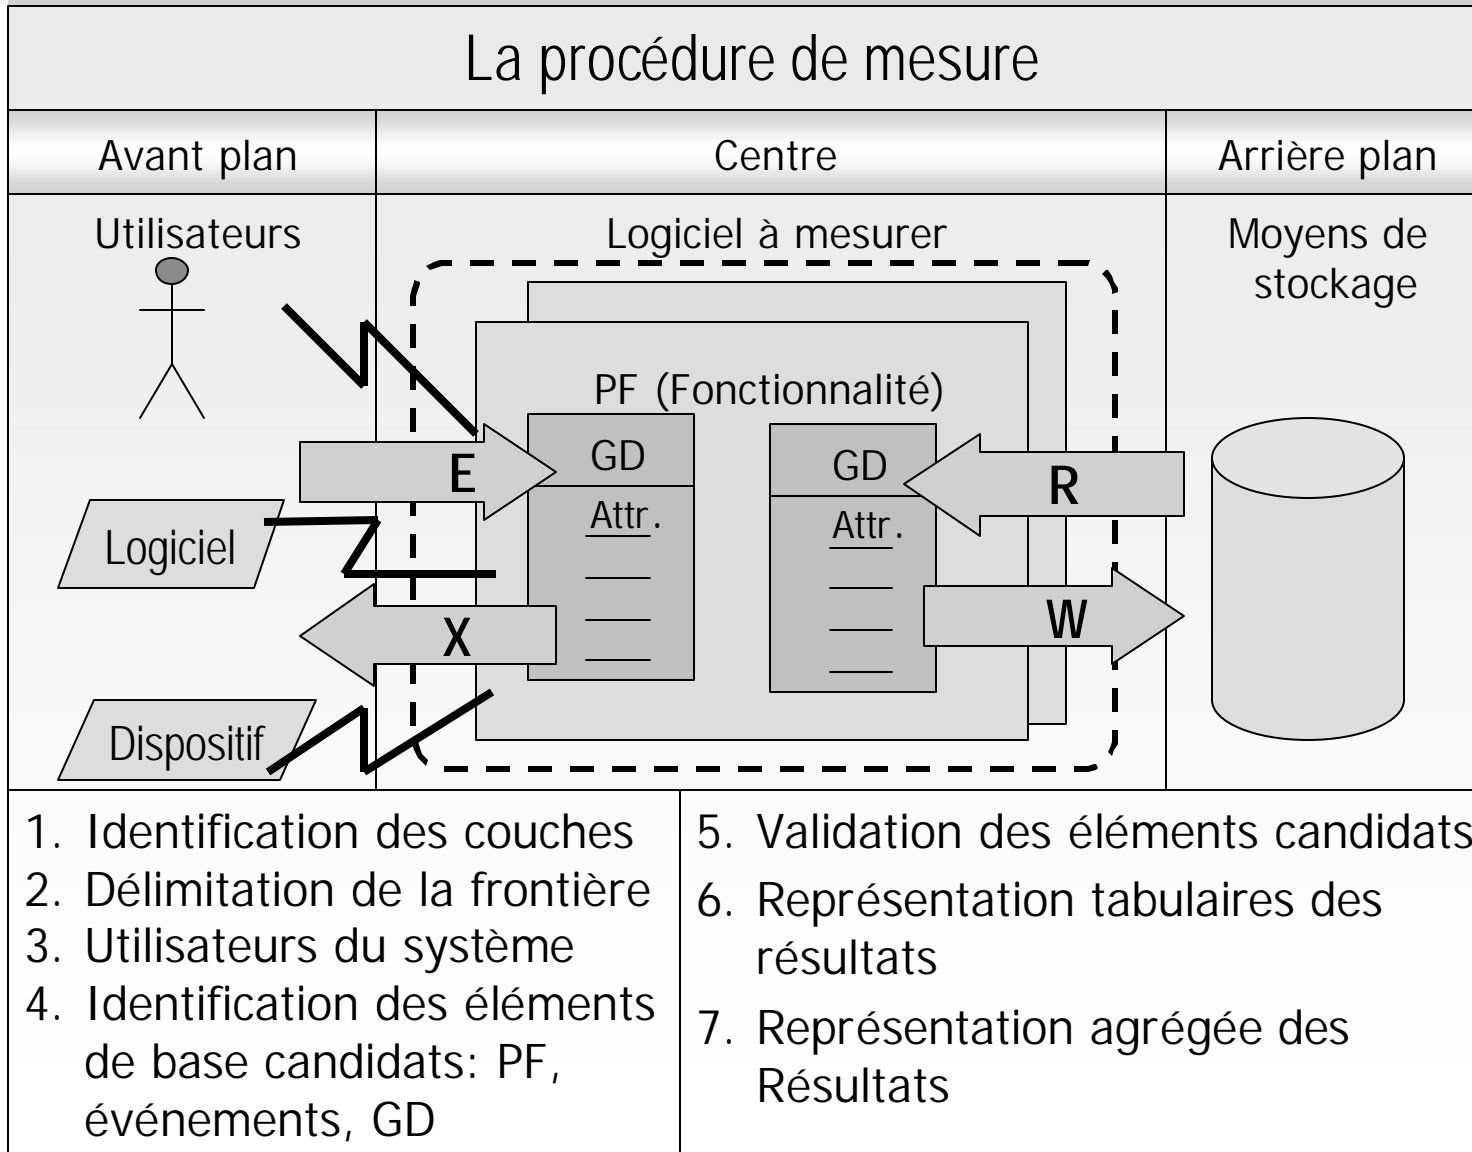 La procédure de mesure
Avant plan
Centre
Arrière plan
Utilisateurs
Logiciel à mesurer
Moyens de
stockage
PF (Fonctionnalité)
E
GD
Attr.
GD
Attr.
R
Logiciel
X
W
Dispositif
1. Identification des couches
2. Délimitation de la frontière
3. Utilisateurs du système
4. Identification des éléments
de base candidats: PF,
événements, GD
5. Validation des éléments candidats
6. Représentation tabulaires des
résultats
7. Représentation agrégée des
Résultats